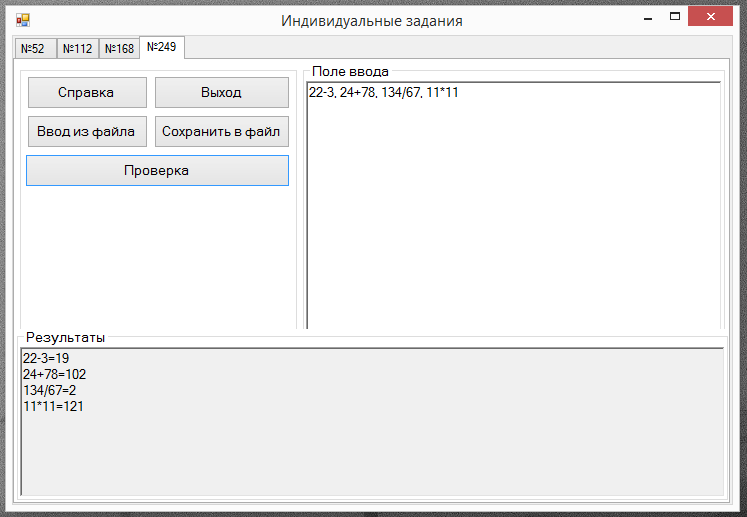 Индивидуальные задания
№52 №112 №168 №249
Справка Выход
Ввод из файла Сохранить в файл
Проверка
Поле ввода
22-3, 24+78, 134/67, 11*11
Результаты
22-3=19
24+78=102
134/67=2
11*11=121